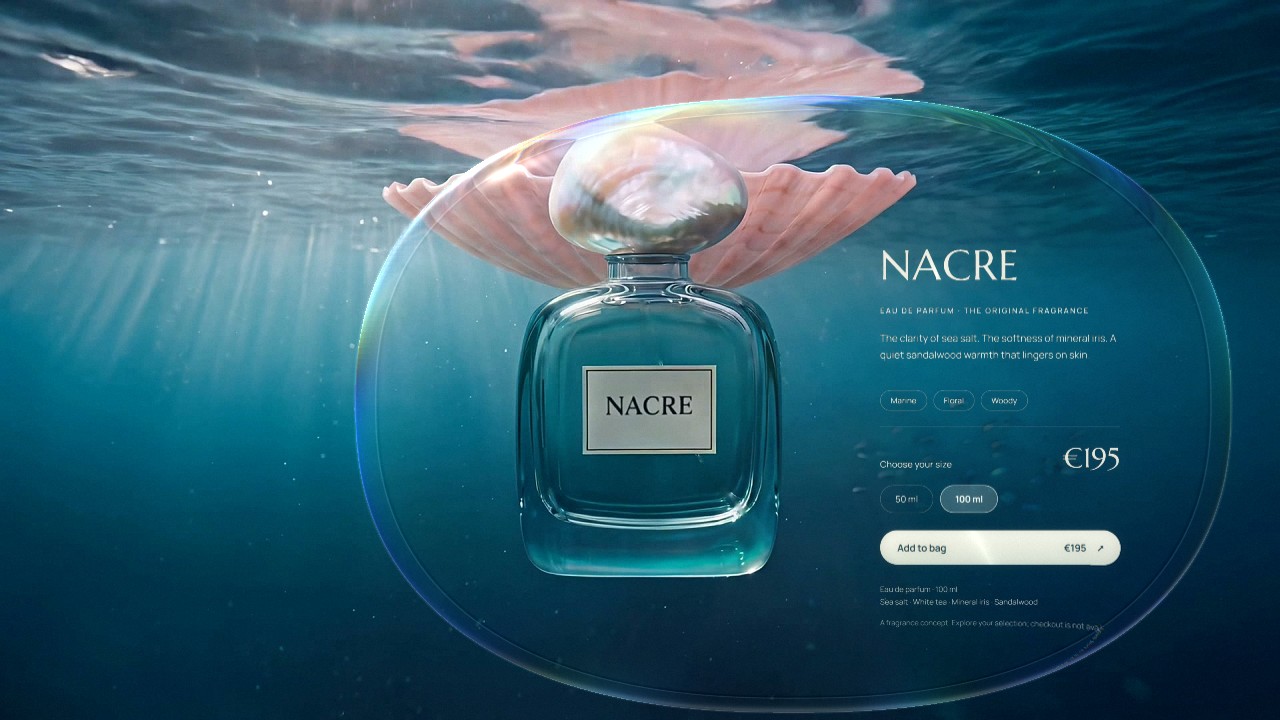 NACRE
EAU DE PARFUM · THE ORIGINAL FRAGRANCE
The clarity of sea salt. The softness of mineral iris. A
quiet sandalwood warmth that lingers on skin.
NACRE
Marine Floral Woody
Choose your size €195
50 ml 100 ml
Add to bag €195 ↗
Eau de parfum · 100 ml
Sea salt · White tea · Mineral iris · Sandalwood
A fragrance concept. Explore your selection; checkout is not